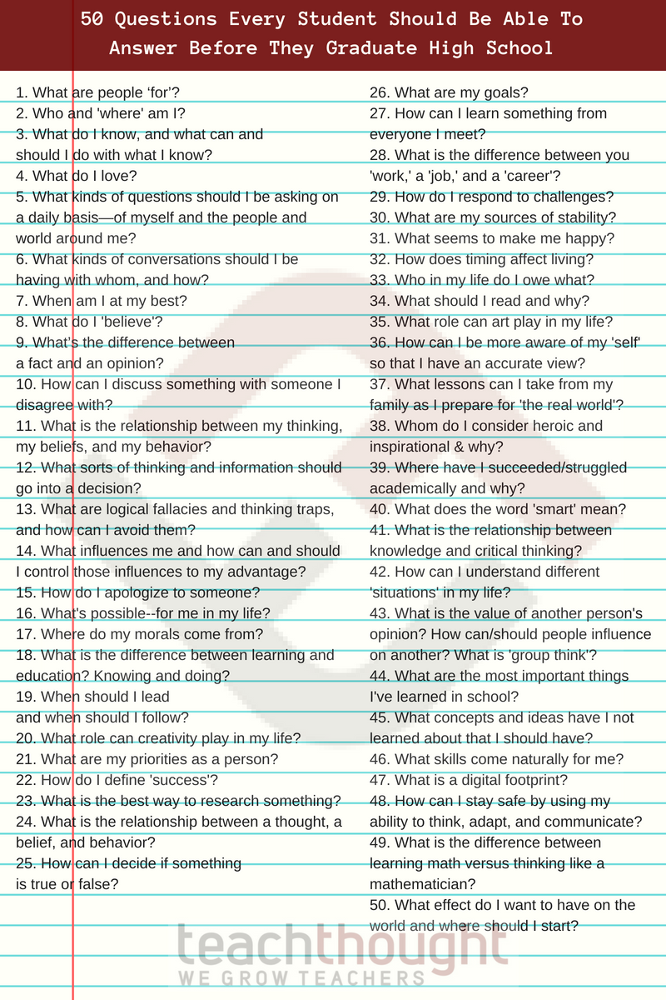 50 Questions Every Student Should Be Able To
Answer Before They Graduate High School
1. What are people ‘for’?
2. Who and 'where' am I?
3. What do I know, and what can and
should I do with what I know?
4. What do I love?
5. What kinds of questions should I be asking on
a daily basis—of myself and the people and
world around me?
6. What kinds of conversations should I be
having with whom, and how?
7. When am I at my best?
8. What do I 'believe'?
9. What’s the difference between
a fact and an opinion?
10. How can I discuss something with someone I
disagree with?
11. What is the relationship between my thinking,
my beliefs, and my behavior?
12. What sorts of thinking and information should
go into a decision?
13. What are logical fallacies and thinking traps,
and how can I avoid them?
14. What influences me and how can and should
I control those influences to my advantage?
15. How do I apologize to someone?
16. What's possible--for me in my life?
17. Where do my morals come from?
18. What is the difference between learning and
education? Knowing and doing?
19. When should I lead
and when should I follow?
20. What role can creativity play in my life?
21. What are my priorities as a person?
22. How do I define 'success'?
23. What is the best way to research something?
24. What is the relationship between a thought, a
belief, and behavior?
25. How can I decide if something
is true or false?
26. What are my goals?
27. How can I learn something from
everyone I meet?
28. What is the difference between you
'work,' a 'job,' and a 'career'?
29. How do I respond to challenges?
30. What are my sources of stability?
31. What seems to make me happy?
32. How does timing affect living?
33. Who in my life do I owe what?
34. What should I read and why?
35. What role can art play in my life?
36. How can I be more aware of my 'self'
so that I have an accurate view?
37. What lessons can I take from my
family as I prepare for 'the real world'?
38. Whom do I consider heroic and
inspirational & why?
39. Where have I succeeded/struggled
academically and why?
40. What does the word 'smart' mean?
41. What is the relationship between
knowledge and critical thinking?
42. How can I understand different
'situations' in my life?
43. What is the value of another person's
opinion? How can/should people influence
on another? What is 'group think'?
44. What are the most important things
I've learned in school?
45. What concepts and ideas have I not
learned about that I should have?
46. What skills come naturally for me?
47. What is a digital footprint?
48. How can I stay safe by using my
ability to think, adapt, and communicate?
49. What is the difference between
learning math versus thinking like a
mathematician?
50. What effect do I want to have on the
world and where should I start?
teachthought
WE GROW TEACHERS